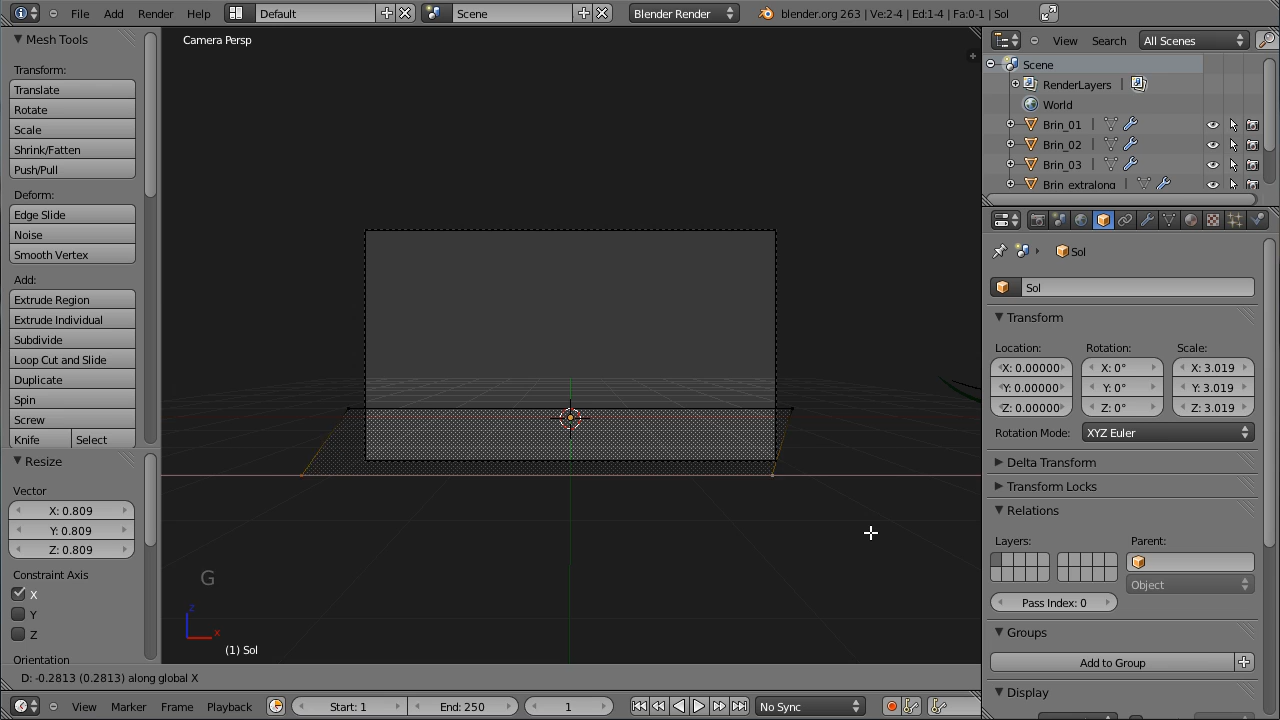 File Add Render Help Default Scene Blender Render blender.org 263 | Ve:2-4 | Ed:1-4 | Fa:0-1 | Sol
Mesh Tools
Transform:
Translate
Rotate
Scale
Shrink/Fatten
Push/Pull
Deform:
Edge Slide
Noise
Smooth Vertex
Add:
Extrude Region
Extrude Individual
Subdivide
Loop Cut and Slide
Duplicate
Spin
Screw
Knife Select
Resize
Vector
X: 0.809
Y: 0.809
Z: 0.809
Constraint Axis
X
Y
Z
Orientation
Camera Persp
G
z
x
(1) Sol
D: -0.2813 (0.2813) along global X
View Marker Frame Playback Start: 1 End: 250 1 No Sync
View Search All Scenes
Scene
RenderLayers |
World
Brin_01 |
Brin_02 |
Brin_03 |
Brin_extralong |
Sol
Sol
Transform
Location: Rotation: Scale:
X: 0.00000 X: 0° X: 3.019
Y: 0.00000 Y: 0° Y: 3.019
Z: 0.00000 Z: 0° Z: 3.019
Rotation Mode: XYZ Euler
Delta Transform
Transform Locks
Relations
Layers: Parent:
Object
Pass Index: 0
Groups
Add to Group
Display